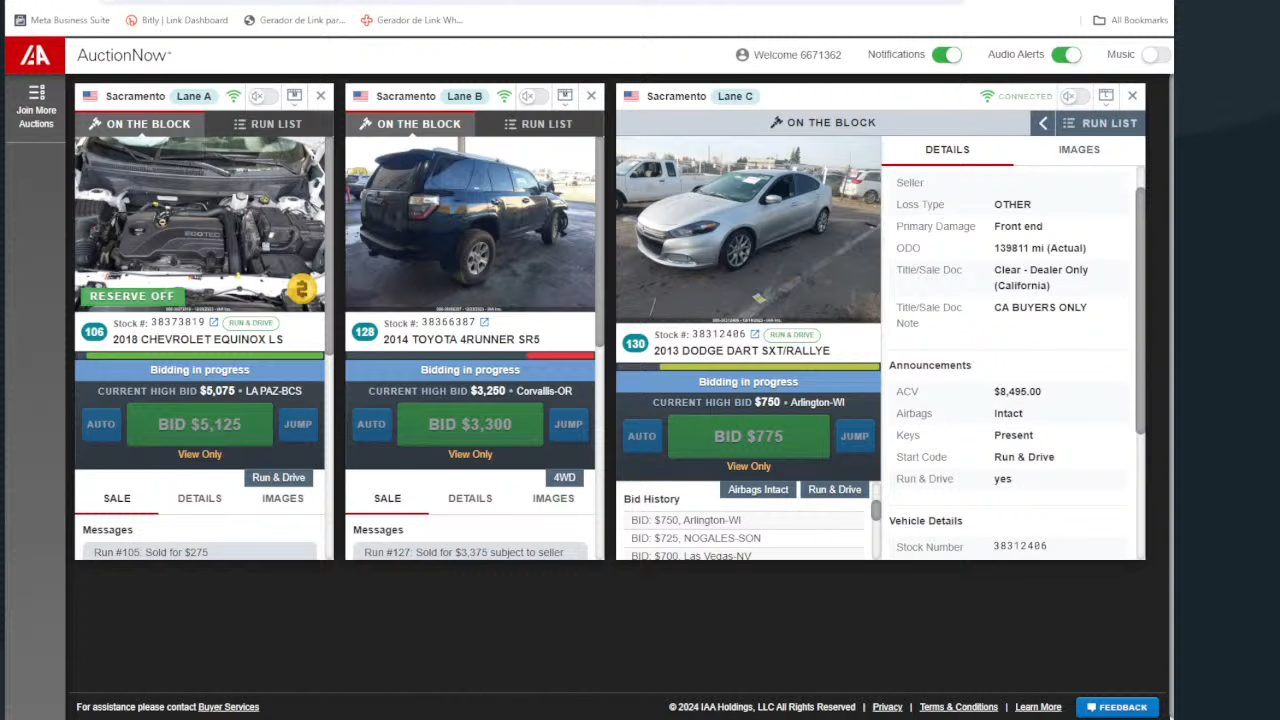 Meta Business Suite
Bitly | Link Dashboard
Gerador de Link par...
Gerador de Link Wh...
All Bookmarks
IAA
AuctionNow™
Welcome 6671362
Notifications
Audio Alerts
Music
Join More
Auctions
Sacramento Lane A
ON THE BLOCK
RUN LIST
ECOTEC
RESERVE OFF
106
Stock #: 38373819 RUN & DRIVE
2018 CHEVROLET EQUINOX LS
Bidding in progress
CURRENT HIGH BID $5,075 • LA PAZ-BCS
AUTO
BID $5,125
JUMP
View Only
Run & Drive
SALE
DETAILS
IMAGES
Messages
Run #105: Sold for $275
Sacramento Lane B
ON THE BLOCK
RUN LIST
128
Stock #: 38366387
2014 TOYOTA 4RUNNER SR5
Bidding in progress
CURRENT HIGH BID $3,250 • Corvallis-OR
AUTO
BID $3,300
JUMP
View Only
4WD
SALE
DETAILS
IMAGES
Messages
Run #127: Sold for $3,375 subject to seller
Sacramento Lane C
CONNECTED
ON THE BLOCK
RUN LIST
130
Stock #: 38312406 RUN & DRIVE
2013 DODGE DART SXT/RALLYE
Bidding in progress
CURRENT HIGH BID $750 • Arlington-WI
AUTO
BID $775
JUMP
View Only
Airbags Intact
Run & Drive
Bid History
BID: $750, Arlington-WI
BID: $725, NOGALES-SON
BID: $700, Las Vegas-NV
DETAILS
IMAGES
Seller
Loss Type OTHER
Primary Damage Front end
ODO 139811 mi (Actual)
Title/Sale Doc Clear - Dealer Only
(California)
Title/Sale Doc CA BUYERS ONLY
Note
Announcements
ACV $8,495.00
Airbags Intact
Keys Present
Start Code Run & Drive
Run & Drive yes
Vehicle Details
Stock Number 38312406
For assistance please contact Buyer Services
© 2024 IAA Holdings, LLC All Rights Reserved | Privacy | Terms & Conditions | Learn More
FEEDBACK